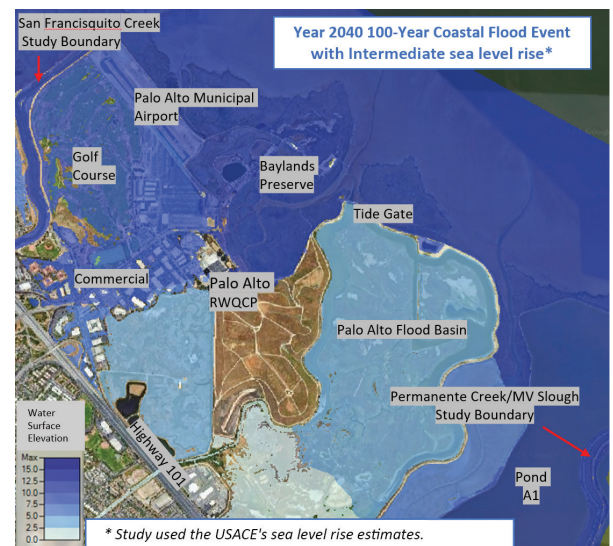 San Francisquito Creek
Study Boundary
Year 2040 100-Year Coastal Flood Event
with Intermediate sea level rise*
Palo Alto Municipal
Airport
Golf
Course
Baylands
Preserve
Tide Gate
Commercial
Palo Alto
RWQCP
Palo Alto Flood Basin
Permanente Creek/MV Slough
Study Boundary
Highway 101
Pond
A1
Water
Surface
Elevation
Max
15.0
12.5
10.0
7.5
5.0
2.5
0.0
* Study used the USACE's sea level rise estimates.